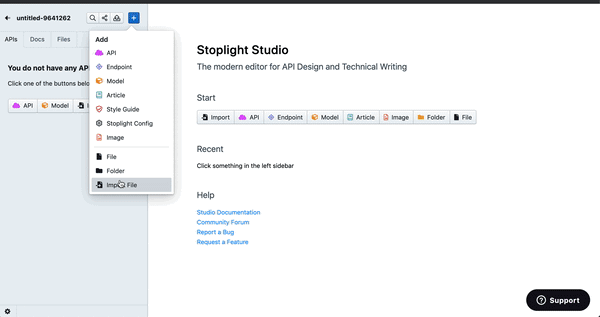 untitled-9641262
APIs Docs Files
You do not have any AP
Click one of the buttons belo
API Model I
Add
API
Endpoint
Model
Article
Style Guide
Stoplight Config
Image
File
Folder
Import File
Stoplight Studio
The modern editor for API Design and Technical Writing
Start
Import API Endpoint Model Article Image Folder File
Recent
Click something in the left sidebar
Help
Studio Documentation
Community Forum
Report a Bug
Request a Feature
Support